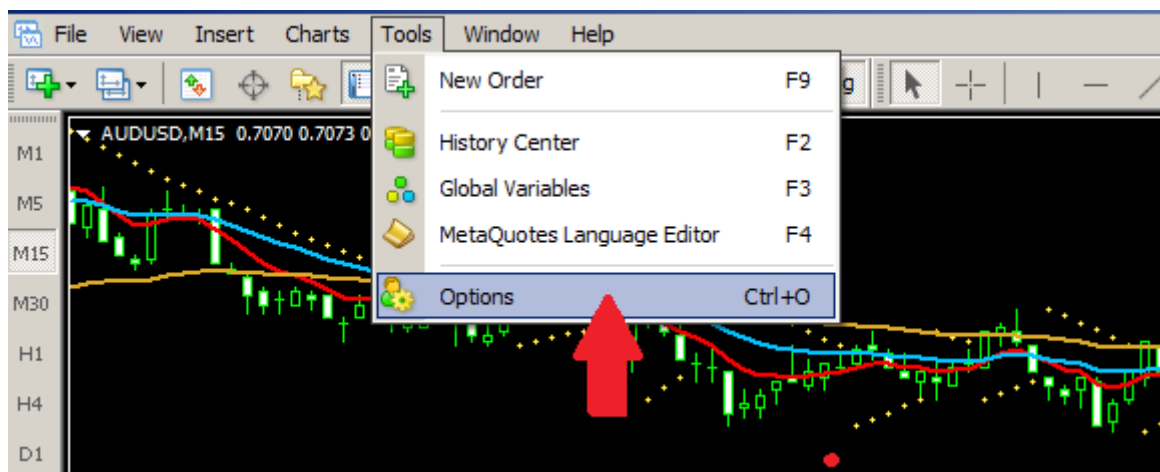 File View Insert Charts Tools Window Help
New Order F9
AUDUSD,M15 0.7070 0.7073 0
History Center F2
Global Variables F3
MetaQuotes Language Editor F4
Options Ctrl+O
M1
M5
M15
M30
H1
H4
D1